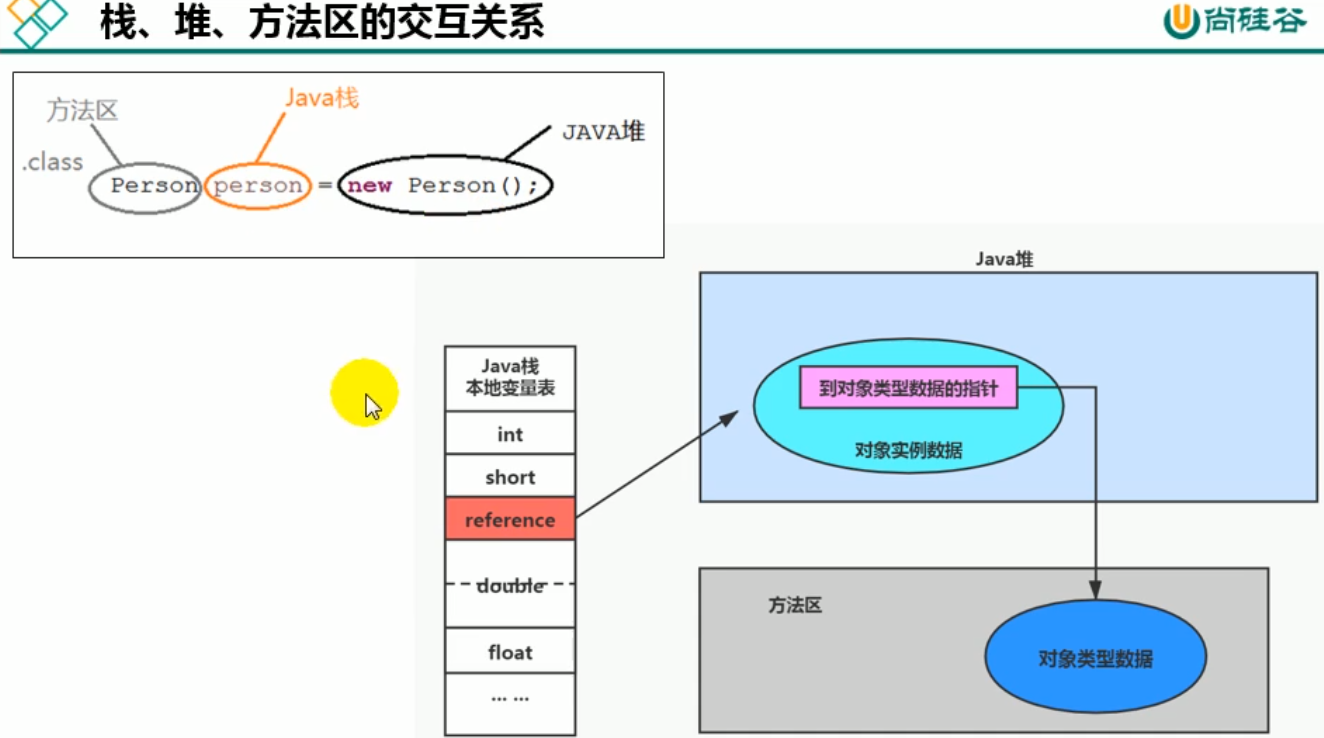 栈、堆、方法区的交互关系
尚硅谷
方法区
Java栈
JAVA堆
.class
Person person = new Person();
Java堆
Java栈
本地变量表
int
short
reference
double
float
... ...
到对象类型数据的指针
对象实例数据
方法区
对象类型数据